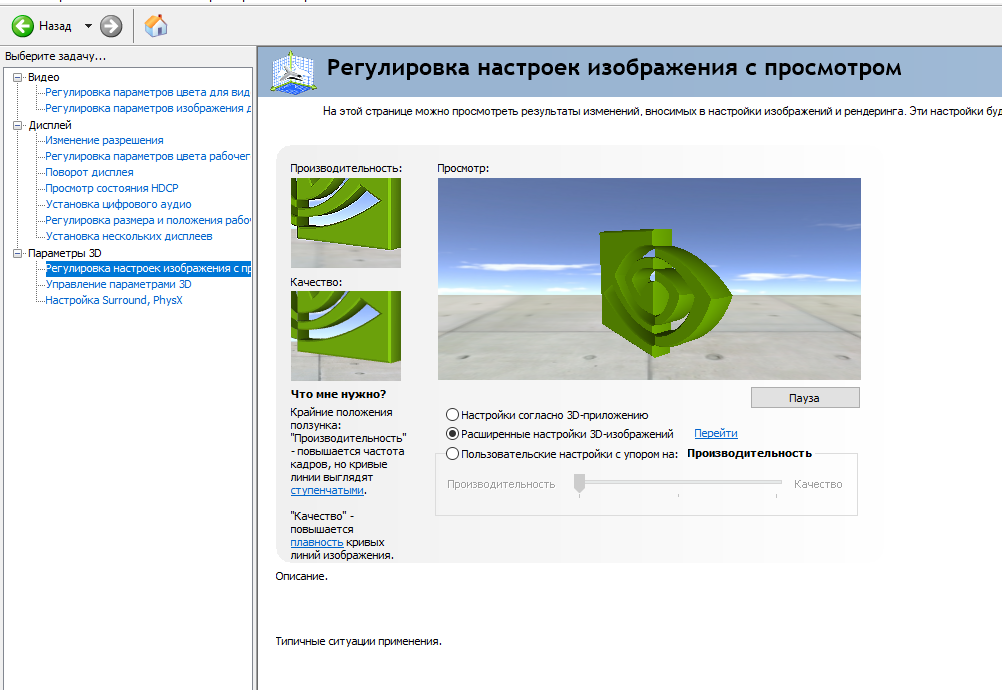 Назад
Выберите задачу...
Видео
Регулировка параметров цвета для вид
Регулировка параметров изображения д
Дисплей
Изменение разрешения
Регулировка параметров цвета рабочег
Поворот дисплея
Просмотр состояния HDCP
Установка цифрового аудио
Регулировка размера и положения рабо
Установка нескольких дисплеев
Параметры 3D
Регулировка настроек изображения с пр
Управление параметрами 3D
Настройка Surround, PhysX
Регулировка настроек изображения с просмотром
На этой странице можно просмотреть результаты изменений, вносимых в настройки изображений и рендеринга. Эти настройки буд
Производительность:
Качество:
Что мне нужно?
Крайние положения
ползунка:
"Производительность"
- повышается частота
кадров, но кривые
линии выглядят
ступенчатыми.
"Качество" -
повышается
плавность кривых
линий изображения.
Просмотр:
Пауза
Настройки согласно 3D-приложению
Расширенные настройки 3D-изображений Перейти
Пользовательские настройки с упором на: Производительность
Производительность Качество
Описание.
Типичные ситуации применения.